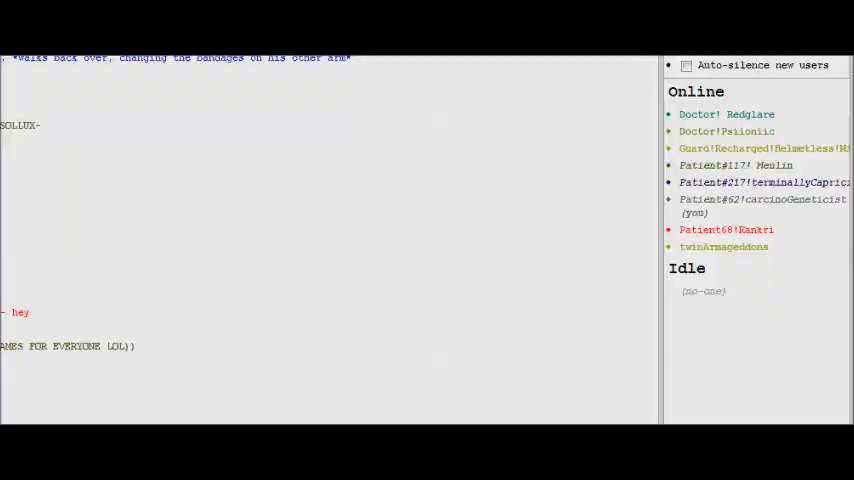 . *walks back over, changing the bandages on his other arm*
SOLLUX-
- hey
AMES FOR EVERYONE LOL))
Auto-silence new users
Online
Doctor! Redglare
Doctor!Psiioniic
Guard!Recharged!Helmetless!Mi
Patient#117! Meulin
Patient#217!terminallyCapric
Patient#62!carcinoGeneticist
(you)
Patient68!Kankri
twinArmageddons
Idle
(no-one)